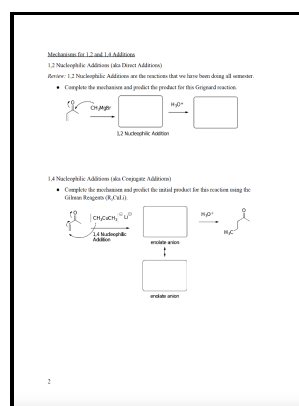 Mechanisms for 1,2 and 1,4 Additions
1,2 Nucleophilic Additions (aka Direct Additions)
Review: 1,2 Nucleophilic Additions are the reactions that we have been doing all semester.
● Complete the mechanism and predict the product for this Grignard reaction.
O
CH₃MgBr
H₃O⁺
1,2 Nucleophilic Addition
1,4 Nucleophilic Additions (aka Conjugate Additions)
● Complete the mechanism and predict the initial product for this reaction using the
Gilman Reagents (R₂CuLi).
O
CH₃CuCH₃ ⊖ Li⊕
1,4 Nucleophilic
Addition
H₃O⁺
O
H₃C
enolate anion
enolate anion
2